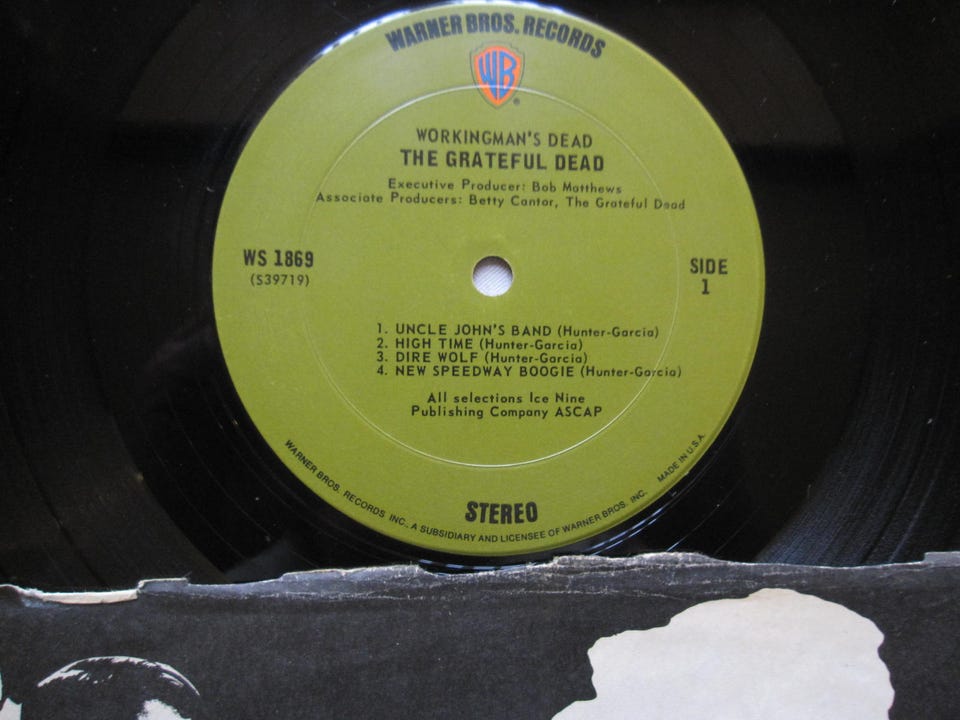 WARNER BROS. RECORDS
WB
®
WORKINGMAN'S DEAD
THE GRATEFUL DEAD
Executive Producer: Bob Matthews
Associate Producers: Betty Cantor, The Grateful Dead
WS 1869
(S39719)
SIDE
1
1. UNCLE JOHN'S BAND (Hunter-Garcia)
2. HIGH TIME (Hunter-Garcia)
3. DIRE WOLF (Hunter-Garcia)
4. NEW SPEEDWAY BOOGIE (Hunter-Garcia)
All selections Ice Nine
Publishing Company ASCAP
STEREO
WARNER BROS. RECORDS INC., A SUBSIDIARY AND LICENSEE OF WARNER BROS. INC. MADE IN U.S.A.